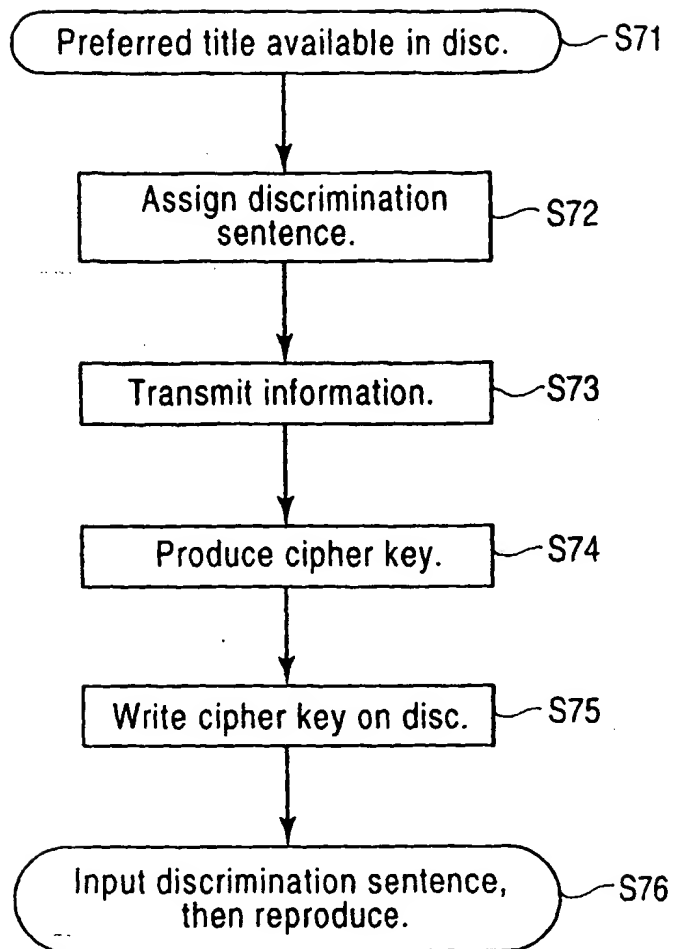 Preferred title available in disc. S71
Assign discrimination
sentence. S72
Transmit information. S73
Produce cipher key. S74
Write cipher key on disc. S75
Input discrimination sentence,
then reproduce. S76